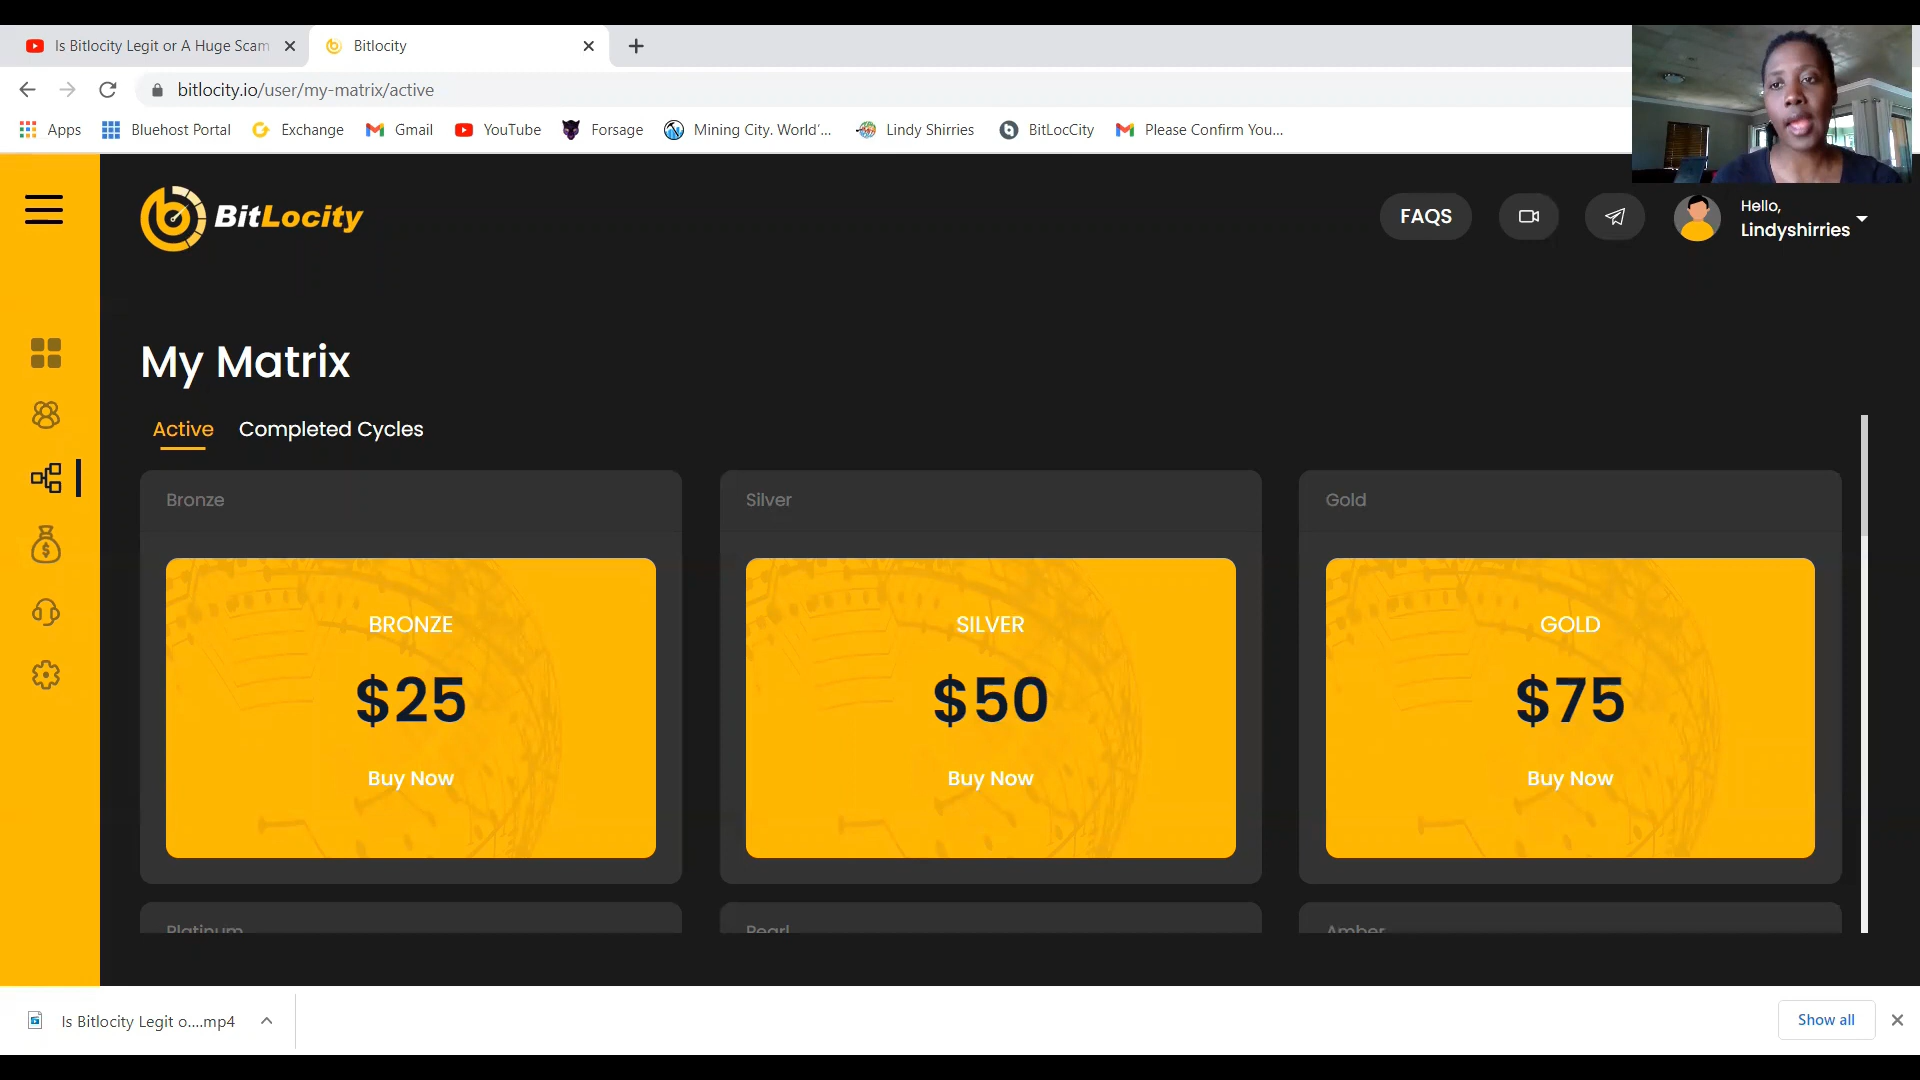 Is Bitlocity Legit or A Huge Scam
Bitlocity
bitlocity.io/user/my-matrix/active
Apps
Bluehost Portal
Exchange
Gmail
YouTube
Forsage
Mining City. World'...
Lindy Shirries
BitLocCity
Please Confirm You...
BitLocity
FAQS
Hello,
Lindyshirries
My Matrix
Active
Completed Cycles
Bronze
Silver
Gold
BRONZE
$25
Buy Now
SILVER
$50
Buy Now
GOLD
$75
Buy Now
Platinum
Pearl
Amber
Is Bitlocity Legit o....mp4
Show all